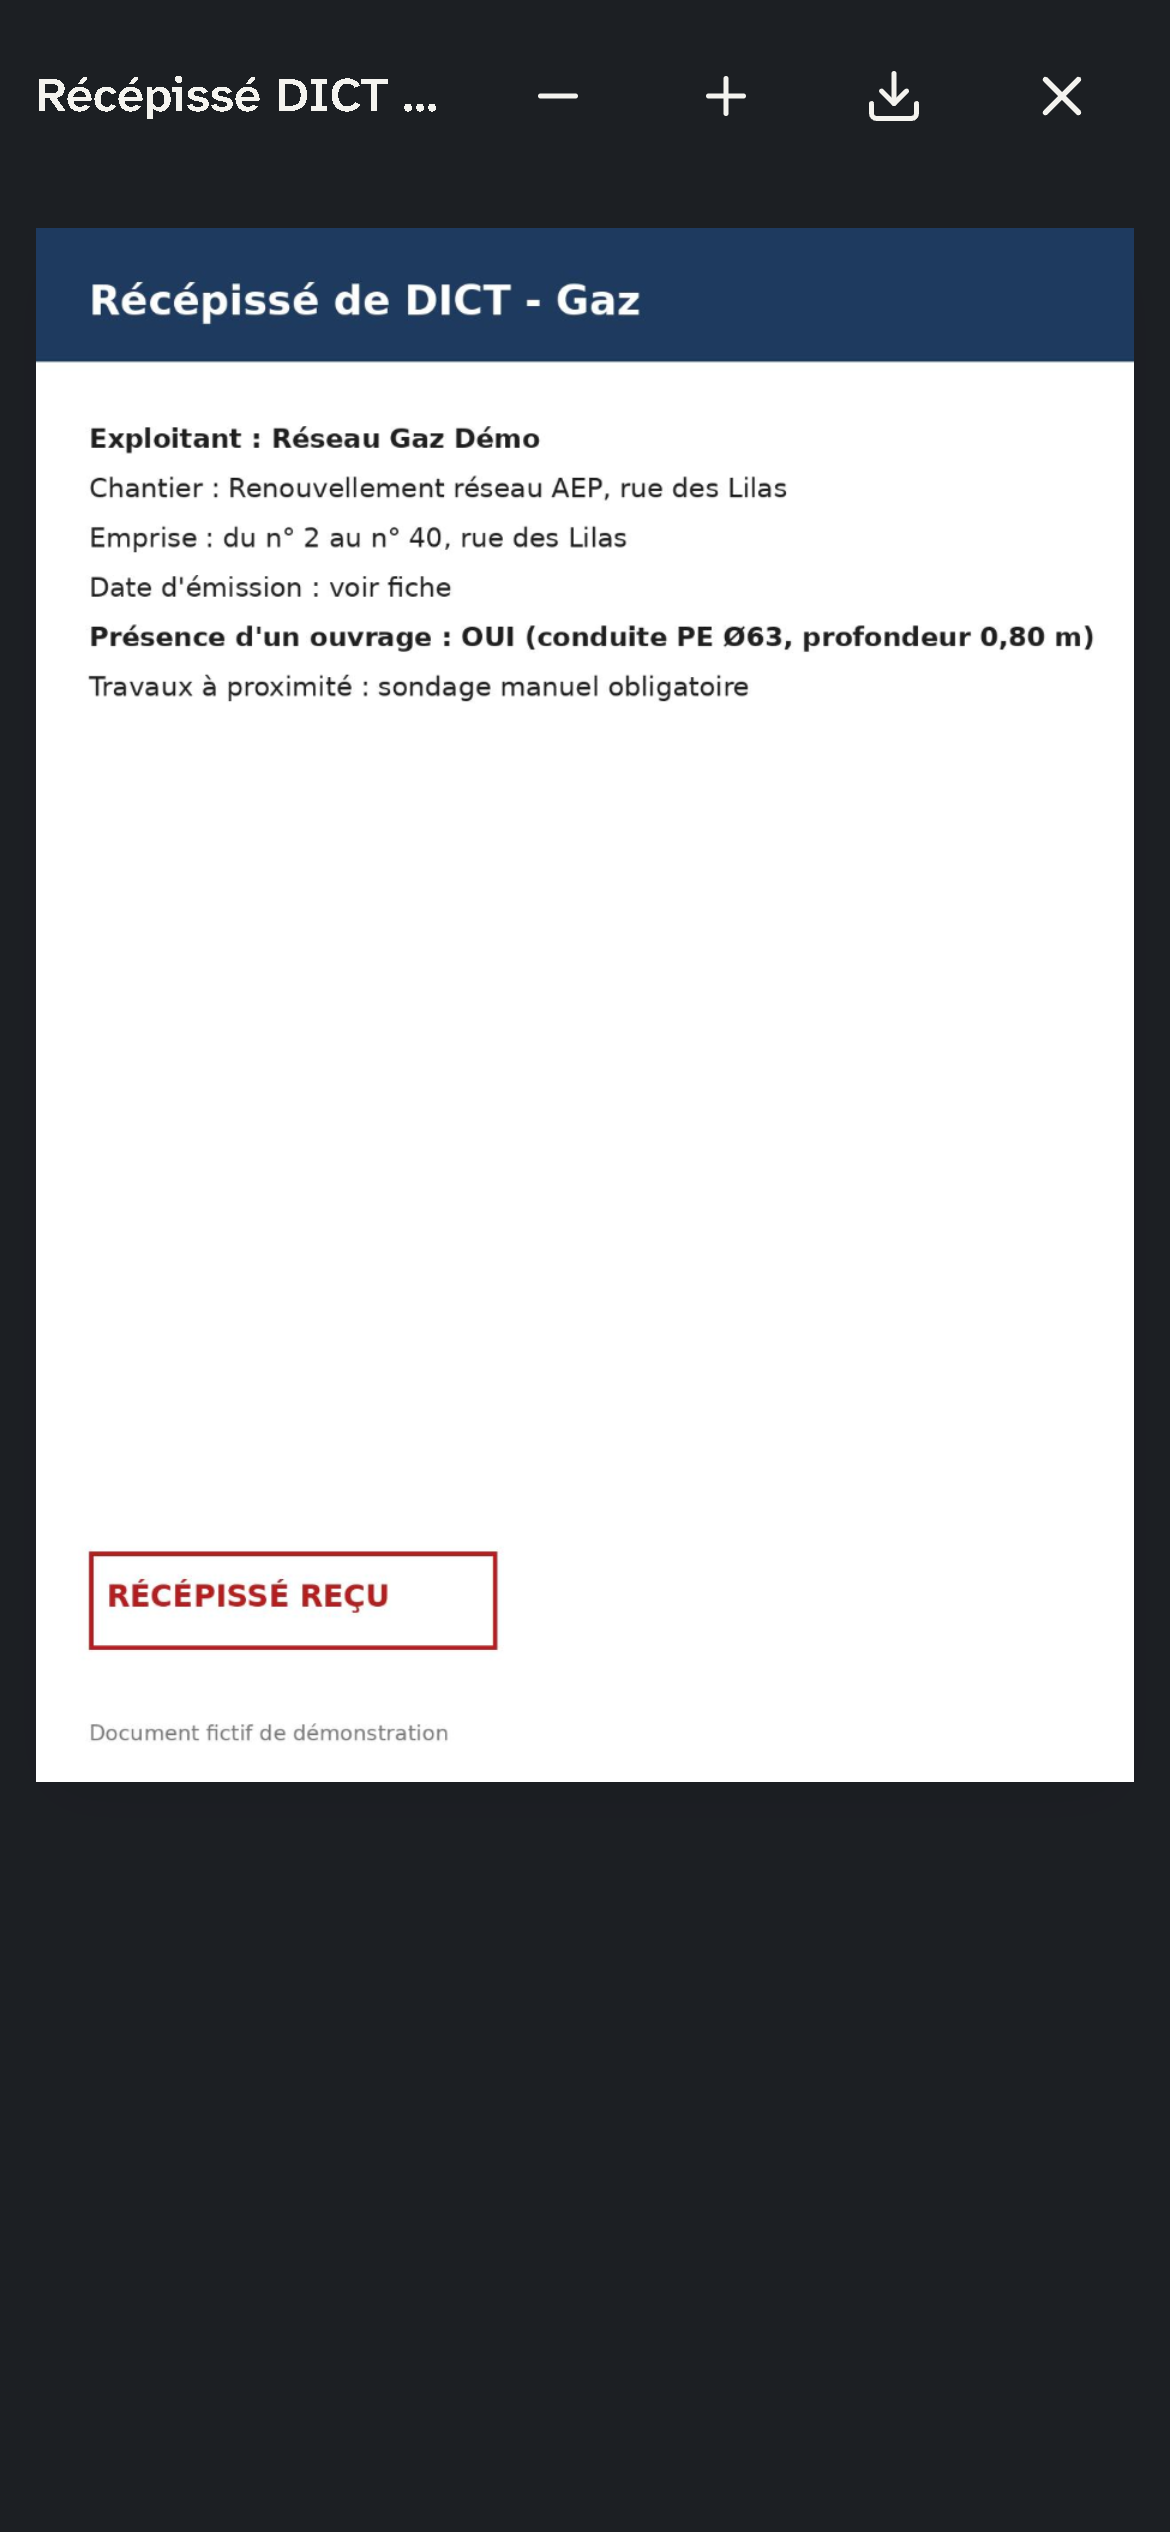 Récépissé DICT ...
Récépissé de DICT - Gaz
Exploitant : Réseau Gaz Démo
Chantier : Renouvellement réseau AEP, rue des Lilas
Emprise : du n° 2 au n° 40, rue des Lilas
Date d'émission : voir fiche
Présence d'un ouvrage : OUI (conduite PE Ø63, profondeur 0,80 m)
Travaux à proximité : sondage manuel obligatoire
RÉCÉPISSÉ REÇU
Document fictif de démonstration